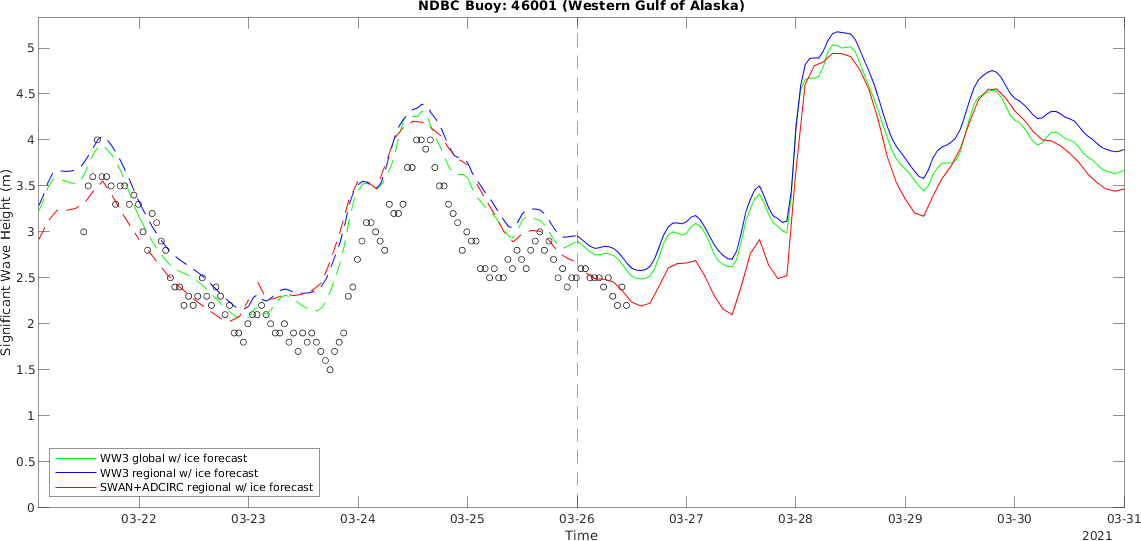 NDBC Buoy: 46001 (Western Gulf of Alaska)
Significant Wave Height (m)
5
4.5
4
3.5
3
2.5
2
1.5
1
0.5
0
WW3 global w/ ice forecast
WW3 regional w/ ice forecast
SWAN+ADCIRC regional w/ ice forecast
03-22 03-23 03-24 03-25 03-26 03-27 03-28 03-29 03-30 03-31
Time
2021